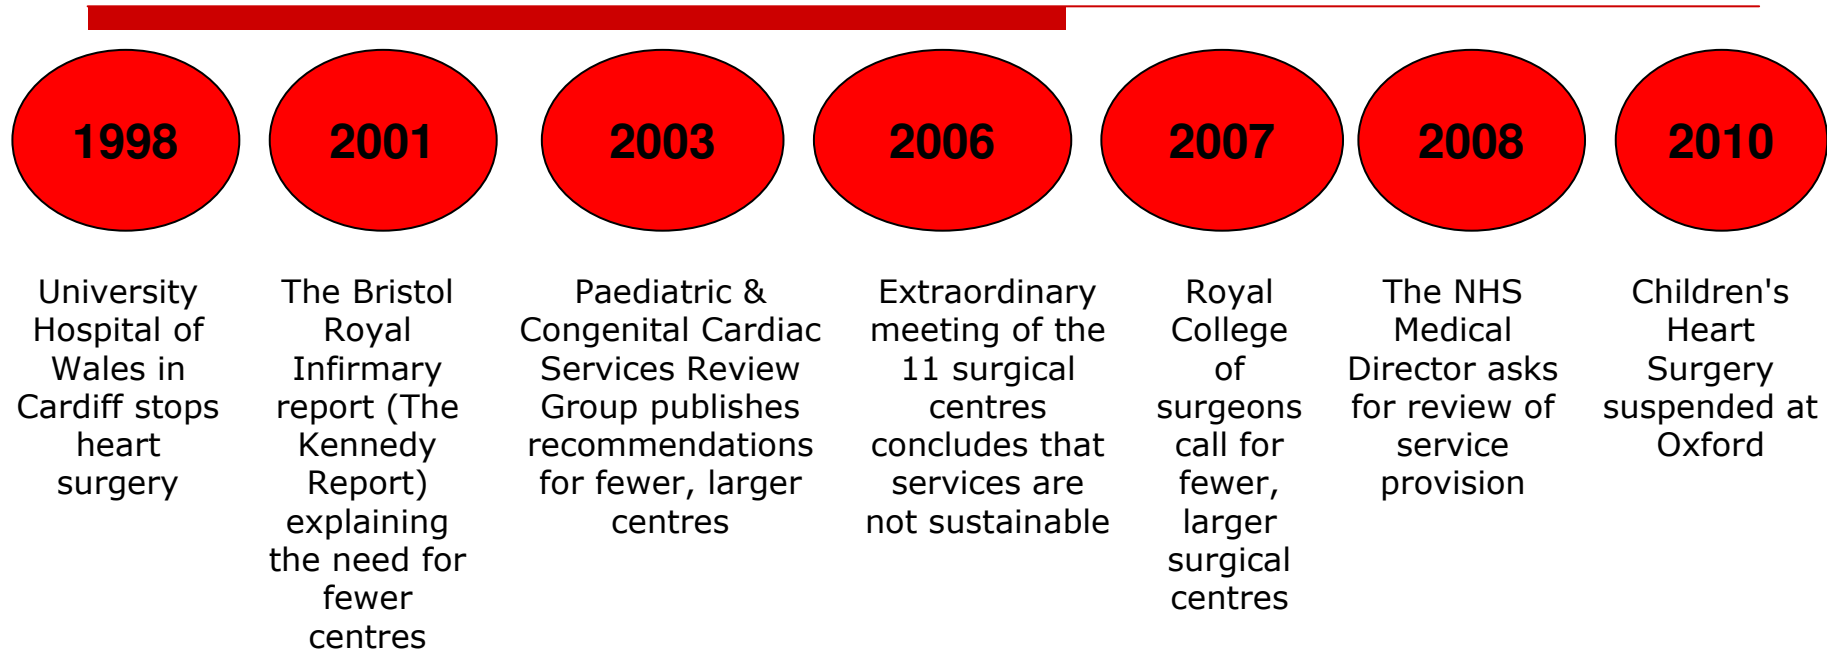 1998
2001
2003
2006
2007
2008
2010
University
Hospital of
Wales in
Cardiff stops
heart
surgery
The Bristol
Royal
Infirmary
report (The
Kennedy
Report)
explaining
the need for
fewer
centres
Paediatric &
Congenital Cardiac
Services Review
Group publishes
recommendations
for fewer, larger
centres
Extraordinary
meeting of the
11 surgical
centres
concludes that
services are
not sustainable
Royal
College
of
surgeons
call for
fewer,
larger
surgical
centres
The NHS
Medical
Director asks
for review of
service
provision
Children's
Heart
Surgery
suspended at
Oxford